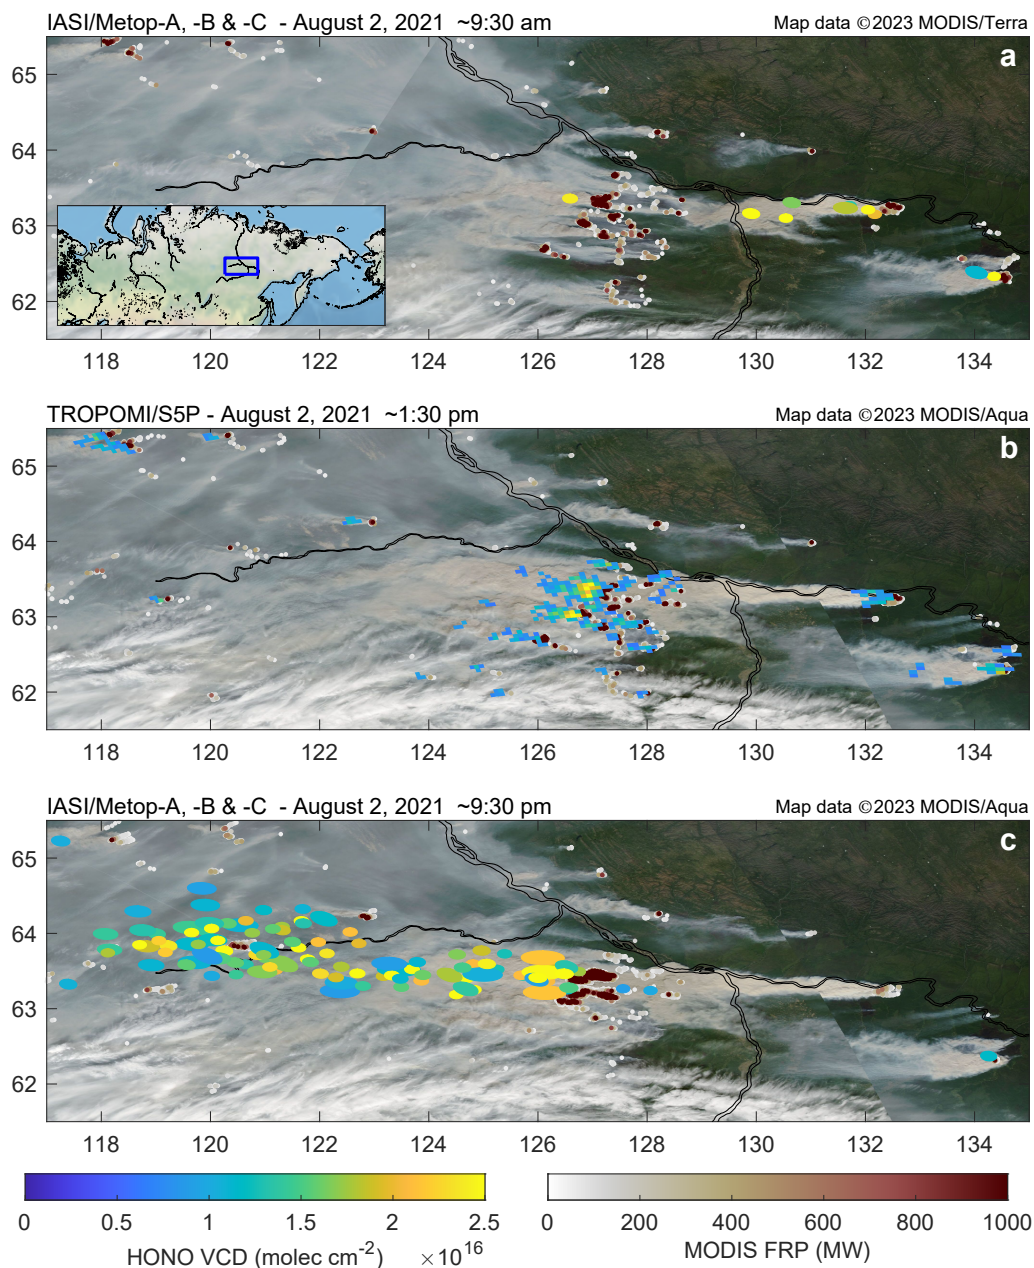 IASI/Metop-A, -B & -C - August 2, 2021 ~9:30 am
Map data ©2023 MODIS/Terra
a
65
64
63
62
118 120 122 124 126 128 130 132 134
TROPOMI/S5P - August 2, 2021 ~1:30 pm
Map data ©2023 MODIS/Aqua
b
65
64
63
62
118 120 122 124 126 128 130 132 134
IASI/Metop-A, -B & -C - August 2, 2021 ~9:30 pm
Map data ©2023 MODIS/Aqua
c
65
64
63
62
118 120 122 124 126 128 130 132 134
0 0.5 1 1.5 2 2.5
HONO VCD (molec cm⁻²) ×10¹⁶
0 200 400 600 800 1000
MODIS FRP (MW)